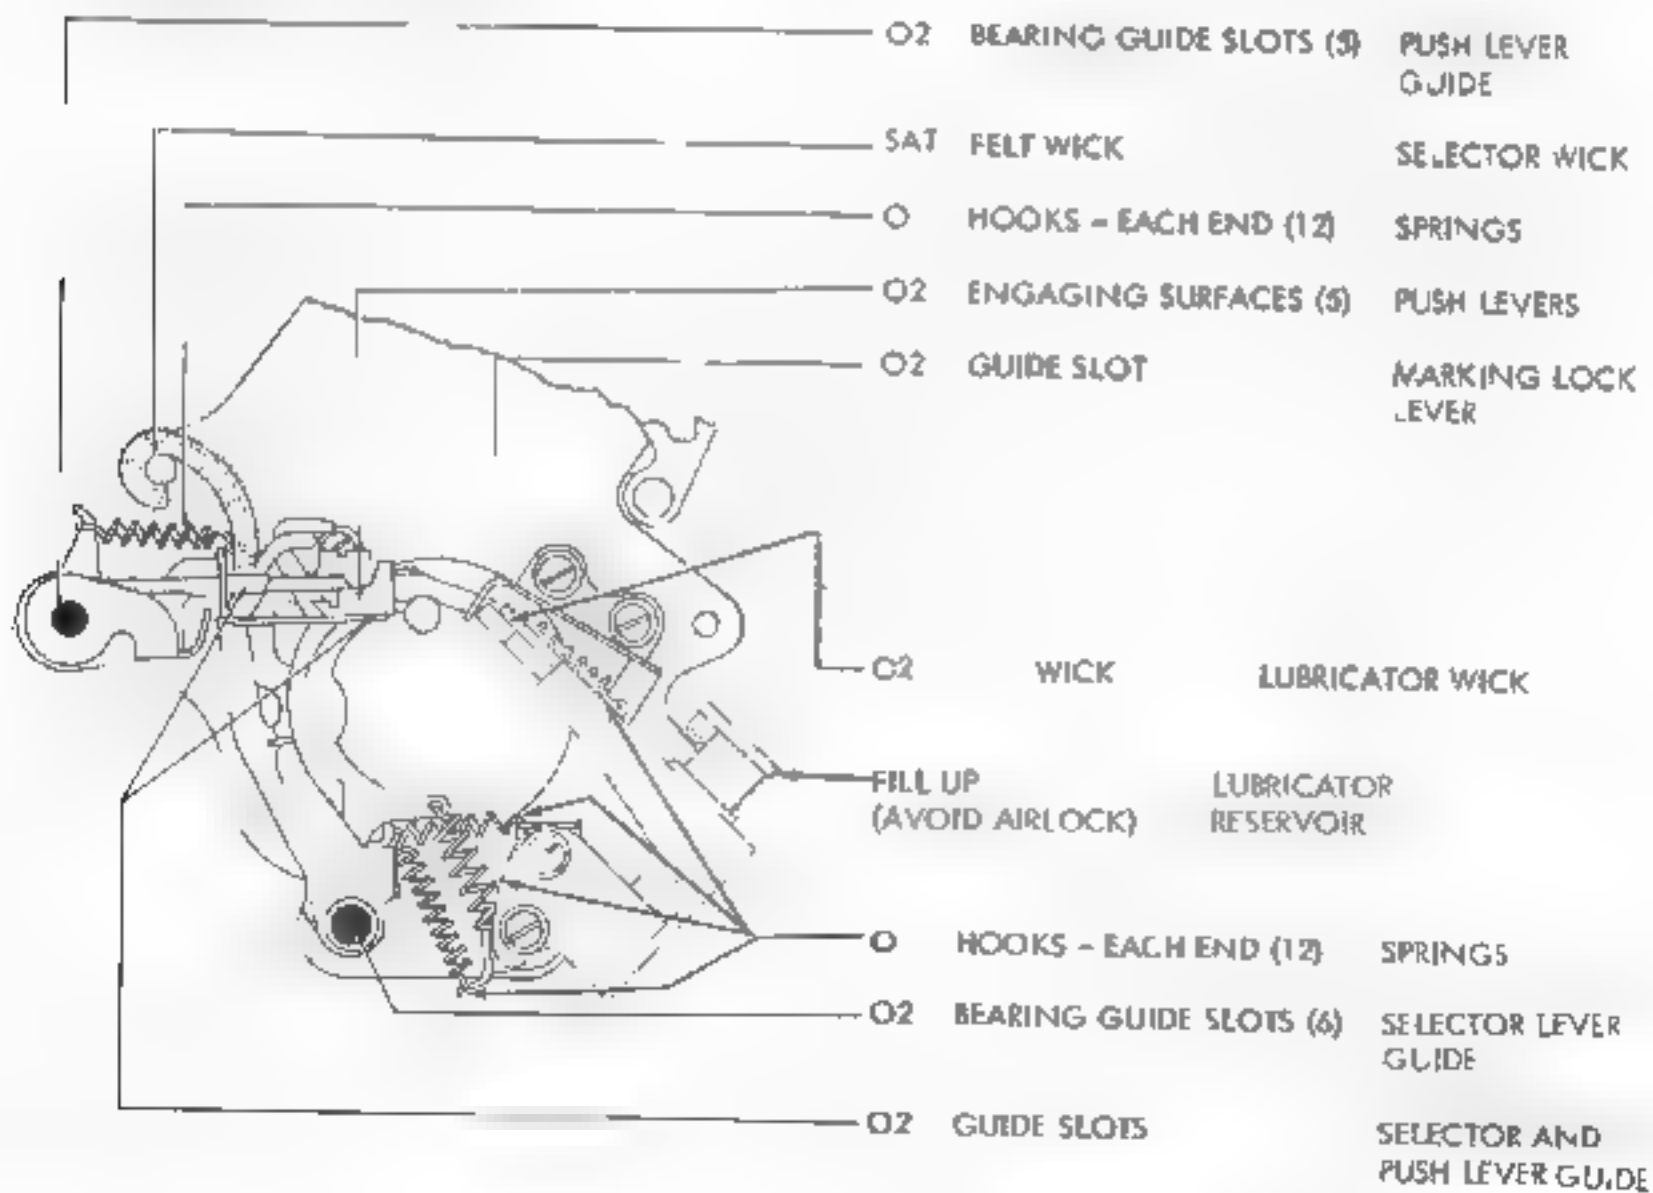 O2 BEARING GUIDE SLOTS (5) PUSH LEVER
GUIDE
SAT FELT WICK SELECTOR WICK
O HOOKS - EACH END (12) SPRINGS
O2 ENGAGING SURFACES (5) PUSH LEVERS
O2 GUIDE SLOT MARKING LOCK
LEVER
O2 WICK LUBRICATOR WICK
FILL UP LUBRICATOR
(AVOID AIRLOCK) RESERVOIR
O HOOKS - EACH END (12) SPRINGS
O2 BEARING GUIDE SLOTS (6) SELECTOR LEVER
GUIDE
O2 GUIDE SLOTS SELECTOR AND
PUSH LEVER GUIDE